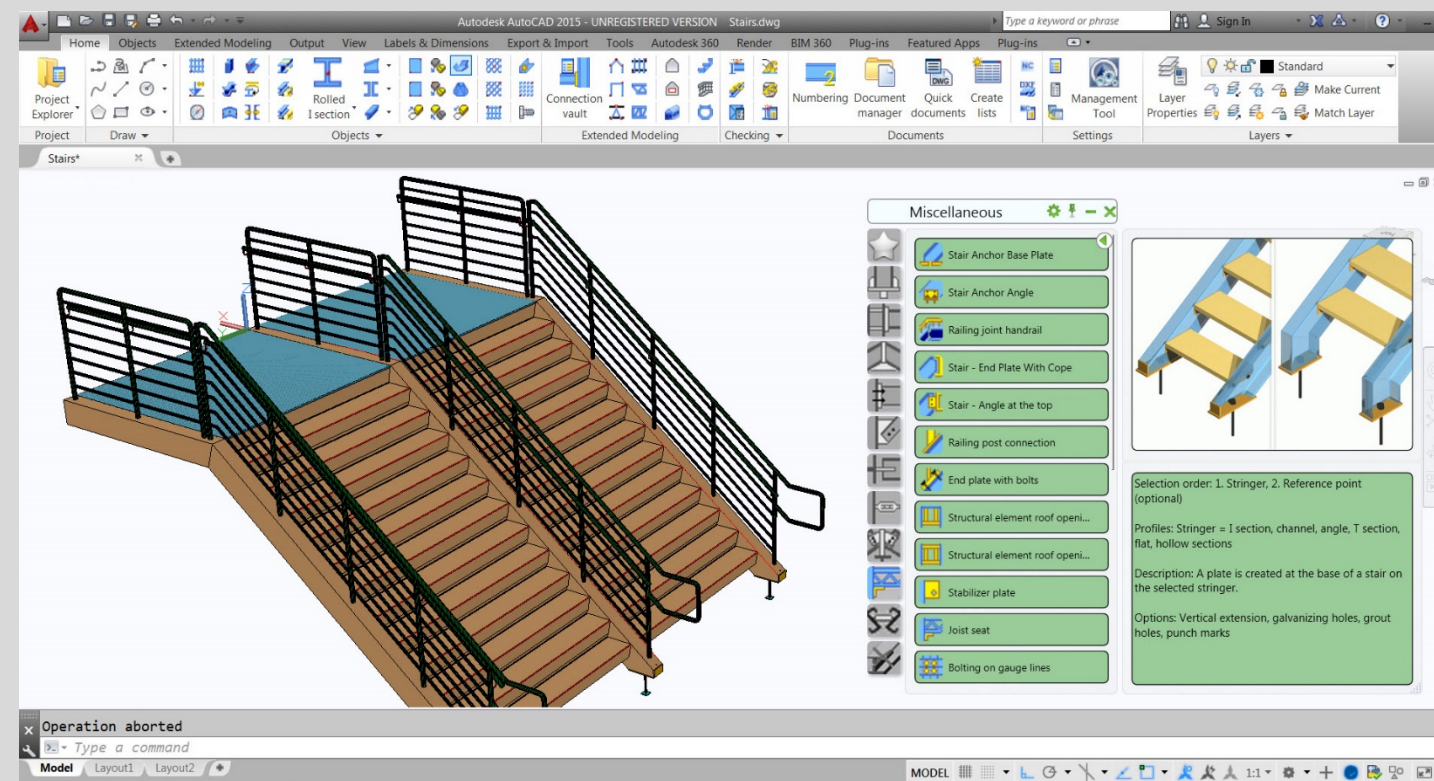 Autodesk AutoCAD 2015 - UNREGISTERED VERSION Stairs.dwg
Type a keyword or phrase
Sign In
Home Objects Extended Modeling Output View Labels & Dimensions Export & Import Tools Autodesk 360 Render BIM 360 Plug-ins Featured Apps Plug-ins
Project
Explorer
Rolled
I section
Connection
vault
Numbering
Document
manager
Quick
documents
Create
lists
Management
Tool
Layer
Properties
Standard
Make Current
Match Layer
Project Draw Objects Extended Modeling Checking Documents Settings Layers
Stairs*
Miscellaneous
Stair Anchor Base Plate
Stair Anchor Angle
Railing joint handrail
Stair - End Plate With Cope
Stair - Angle at the top
Railing post connection
End plate with bolts
Structural element roof openi...
Structural element roof openi...
Stabilizer plate
Joist seat
Bolting on gauge lines
Selection order: 1. Stringer, 2. Reference point
(optional)
Profiles: Stringer = I section, channel, angle, T section,
flat, hollow sections
Description: A plate is created at the base of a stair on
the selected stringer.
Options: Vertical extension, galvanizing holes, grout
holes, punch marks
X
Z
Operation aborted
Type a command
Model Layout1 Layout2
MODEL
1:1